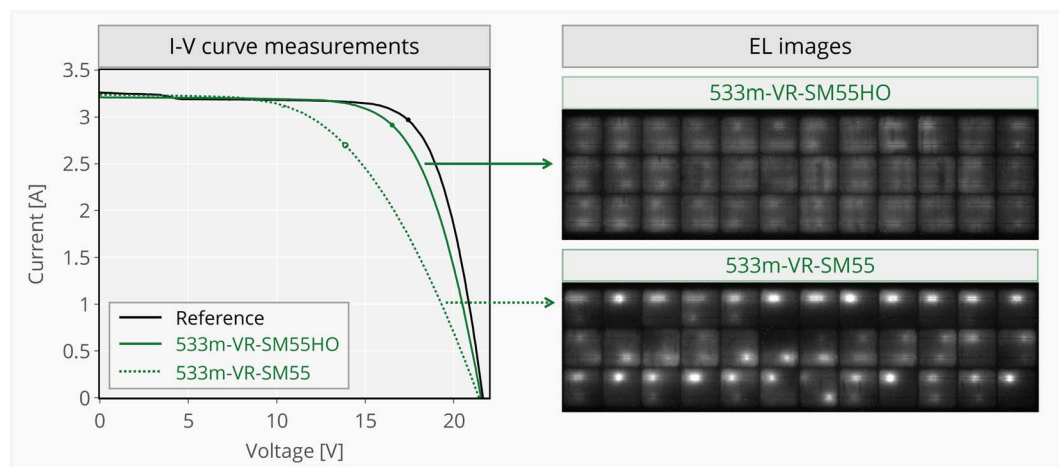 I-V curve measurements
EL images
3.5
3
2.5
2
1.5
1
0.5
0
Current [A]
0
5
10
15
20
Voltage [V]
Reference
533m-VR-SM55HO
533m-VR-SM55
533m-VR-SM55HO
533m-VR-SM55